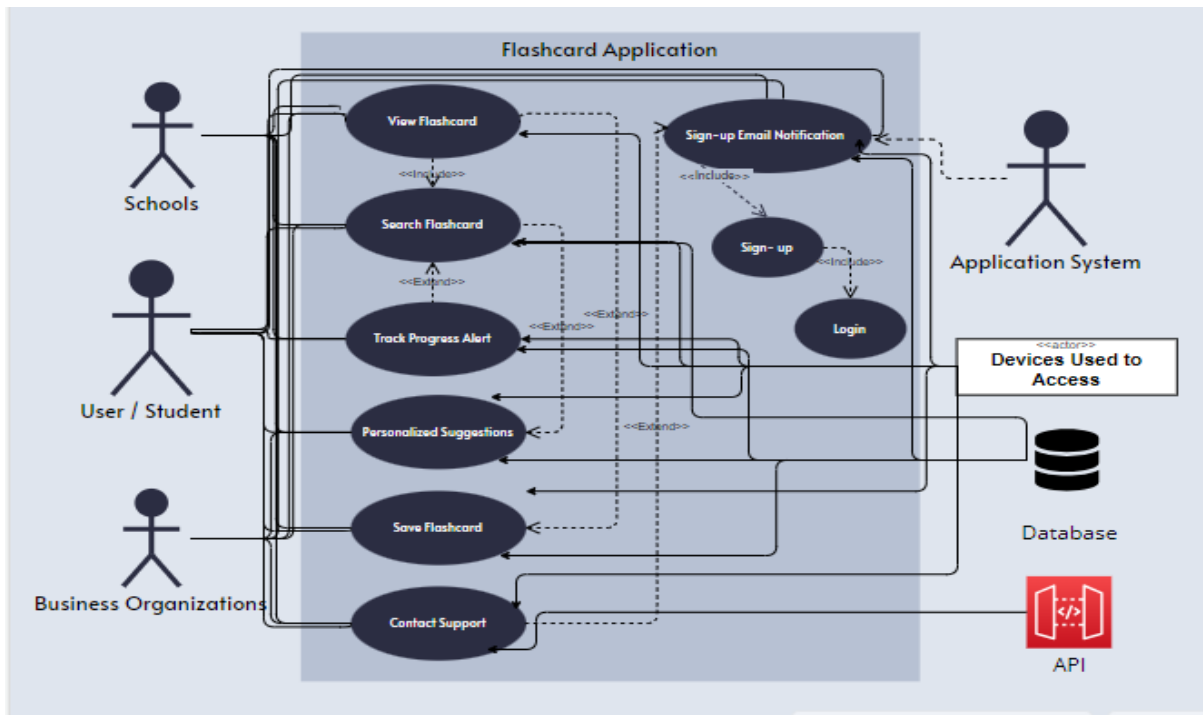 Flashcard Application
View Flashcard
Sign-up Email Notification
<<Include>>
<<Include>>
Schools
Search Flashcard
Sign- up
Application System
<<Include>>
<<Extend>>
<<Extend>>
<<Extend>>
Track Progress Alert
Login
<<actor>>
Devices Used to
Access
User / Student
Personalized Suggestions
<<Extend>>
Save Flashcard
Database
Business Organizations
Contact Support
</>
API